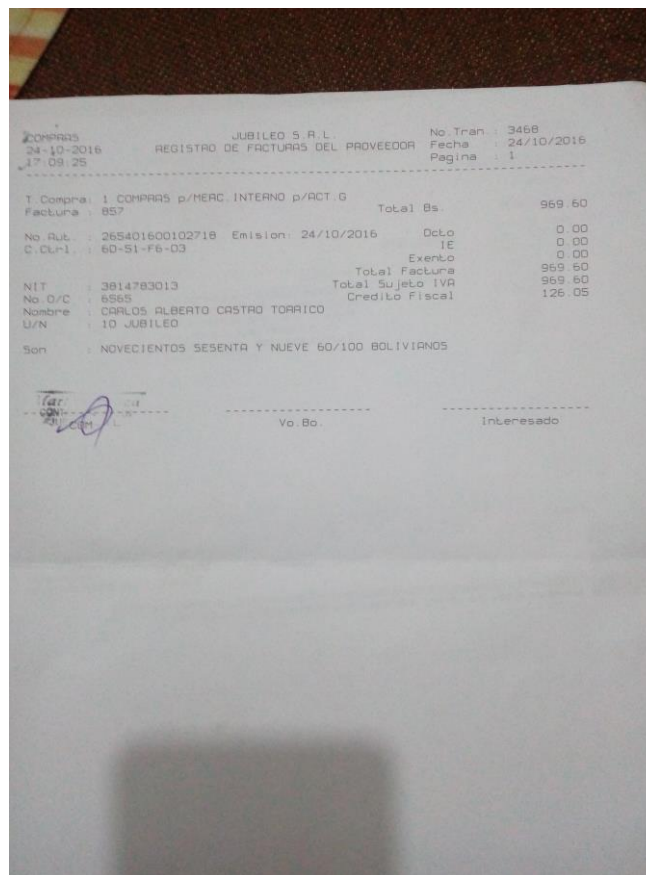 COMPRAS JUBILEO S.R.L. No.Tran. : 3468
24-10-2016 REGISTRO DE FACTURAS DEL PROVEEDOR Fecha : 24/10/2016
17:09:25 Pagina : 1
T.Compra: 1 COMPRAS p/MERC.INTERNO p/ACT.G
Factura : 857 Total Bs. 969.60
No.Aut. : 265401600102718 Emision: 24/10/2016 Dcto 0.00
C.Ctrl. : 6D-51-F6-D3 IE 0.00
Exento 0.00
Total Factura 969.60
NIT : 3814783013 Total Sujeto IVA 969.60
No.O/C : 6565 Credito Fiscal 126.05
Nombre : CARLOS ALBERTO CASTRO TORRICO
U/N : 10 JUBILEO
Son : NOVECIENTOS SESENTA Y NUEVE 60/100 BOLIVIANOS
Vo.Bo. Interesado